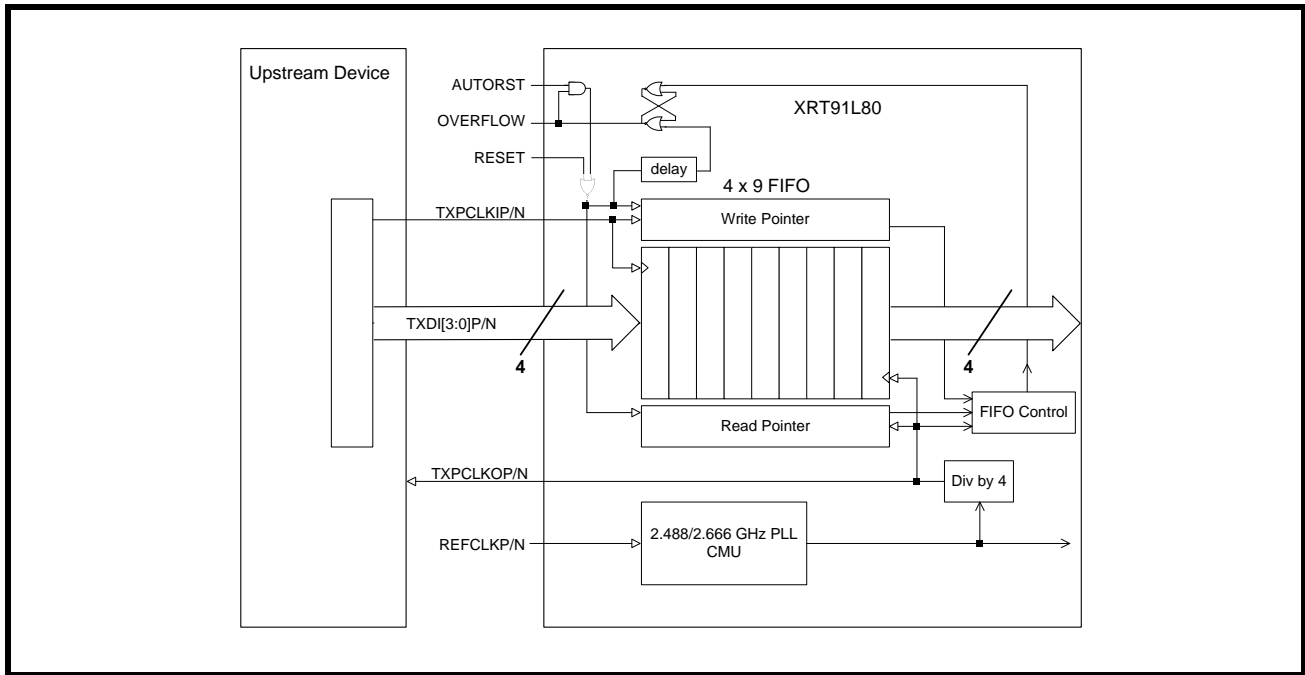 Upstream Device
AUTORST
OVERFLOW
RESET
XRT91L80
delay
4 x 9 FIFO
TXPCLKIP/N
Write Pointer
TXDI[3:0]P/N
4
4
Read Pointer
FIFO Control
TXPCLKOP/N
Div by 4
REFCLKP/N
2.488/2.666 GHz PLL
CMU